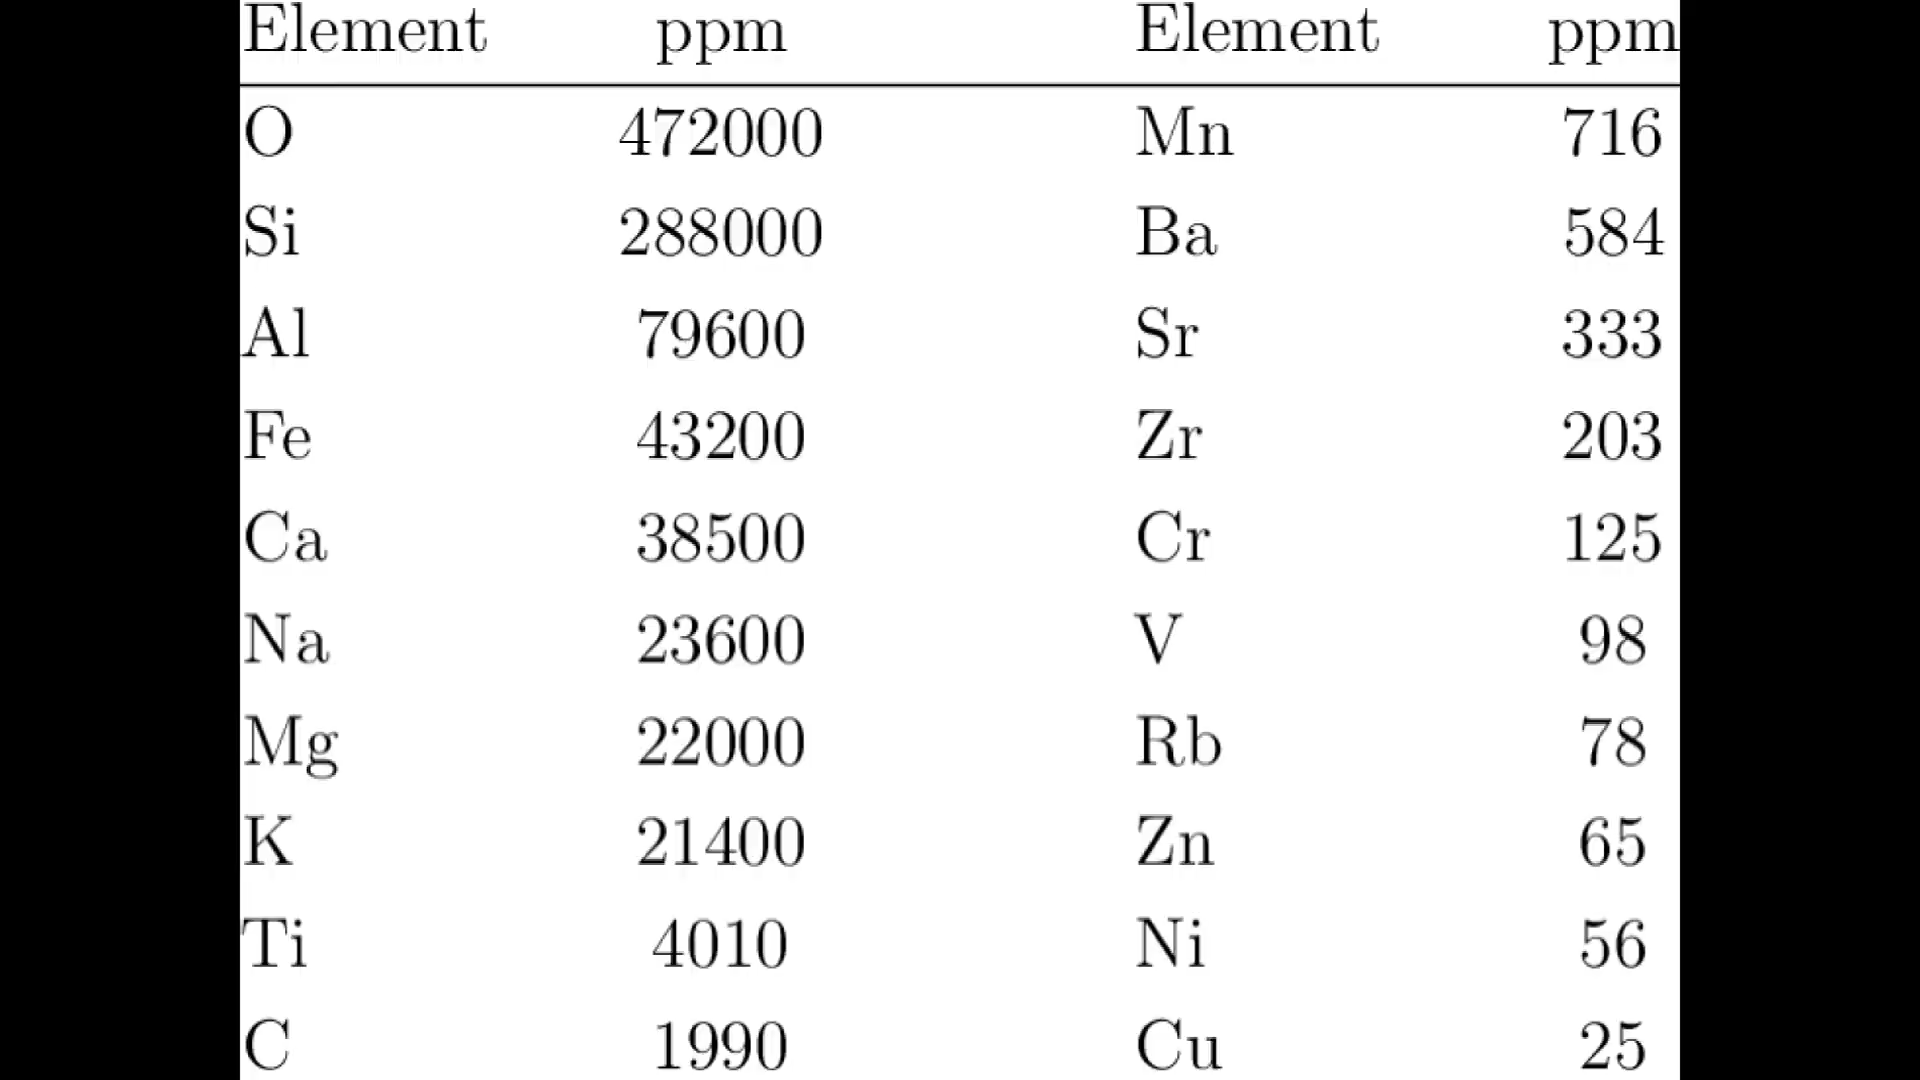 Element ppm Element ppm
O 472000 Mn 716
Si 288000 Ba 584
Al 79600 Sr 333
Fe 43200 Zr 203
Ca 38500 Cr 125
Na 23600 V 98
Mg 22000 Rb 78
K 21400 Zn 65
Ti 4010 Ni 56
C 1990 Cu 25